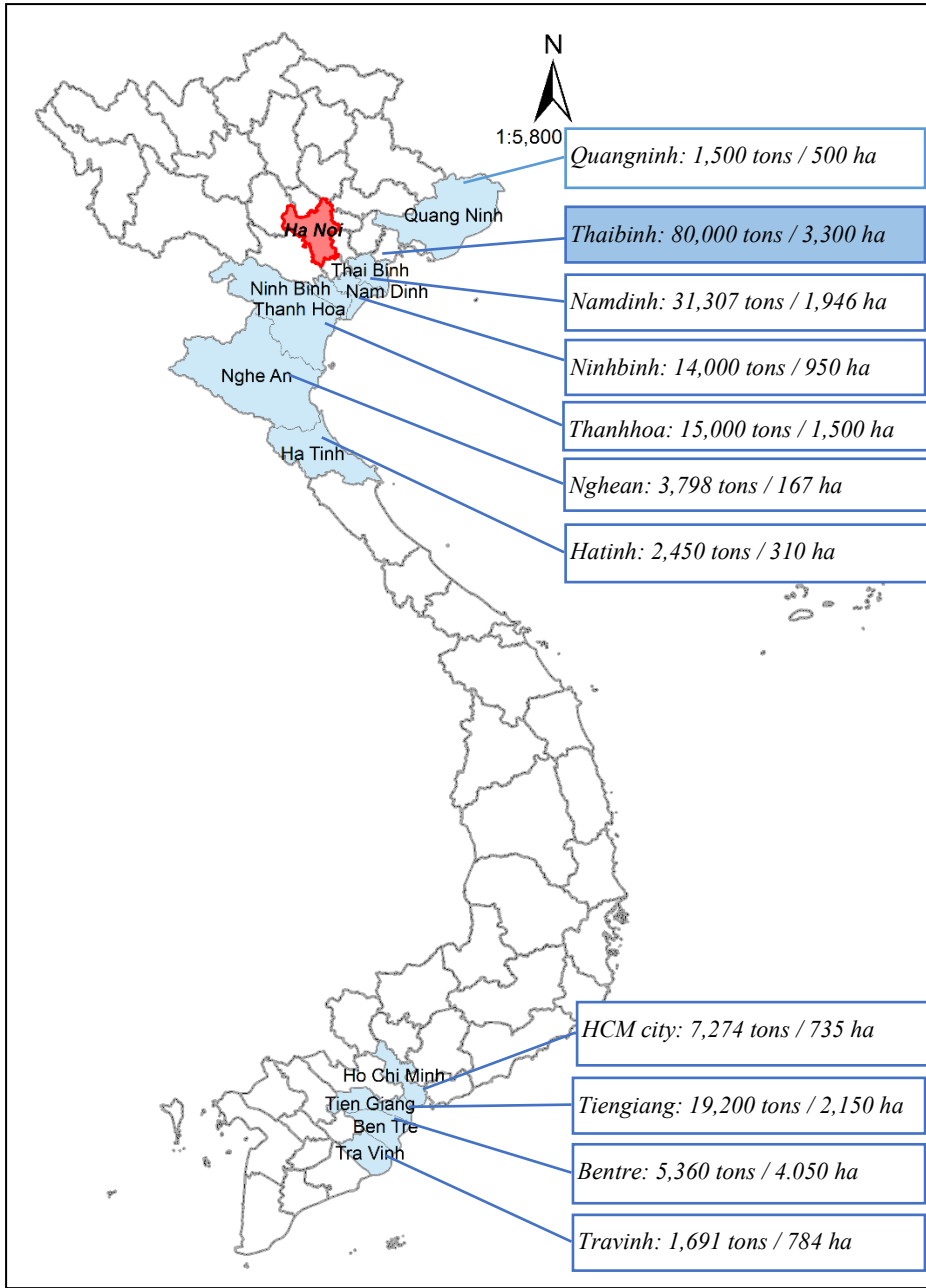 N
1:5,800
Quangninh: 1,500 tons / 500 ha
Quang Ninh
Ha Noi
Thaibinh: 80,000 tons / 3,300 ha
Thai Binh
Ninh Binh
Nam Dinh
Namdinh: 31,307 tons / 1,946 ha
Thanh Hoa
Ninhbinh: 14,000 tons / 950 ha
Nghe An
Thanhhoa: 15,000 tons / 1,500 ha
Ha Tinh
Nghean: 3,798 tons / 167 ha
Hatinh: 2,450 tons / 310 ha
HCM city: 7,274 tons / 735 ha
Ho Chi Minh
Tien Giang
Tiengiang: 19,200 tons / 2,150 ha
Ben Tre
Tra Vinh
Bentre: 5,360 tons / 4.050 ha
Travinh: 1,691 tons / 784 ha